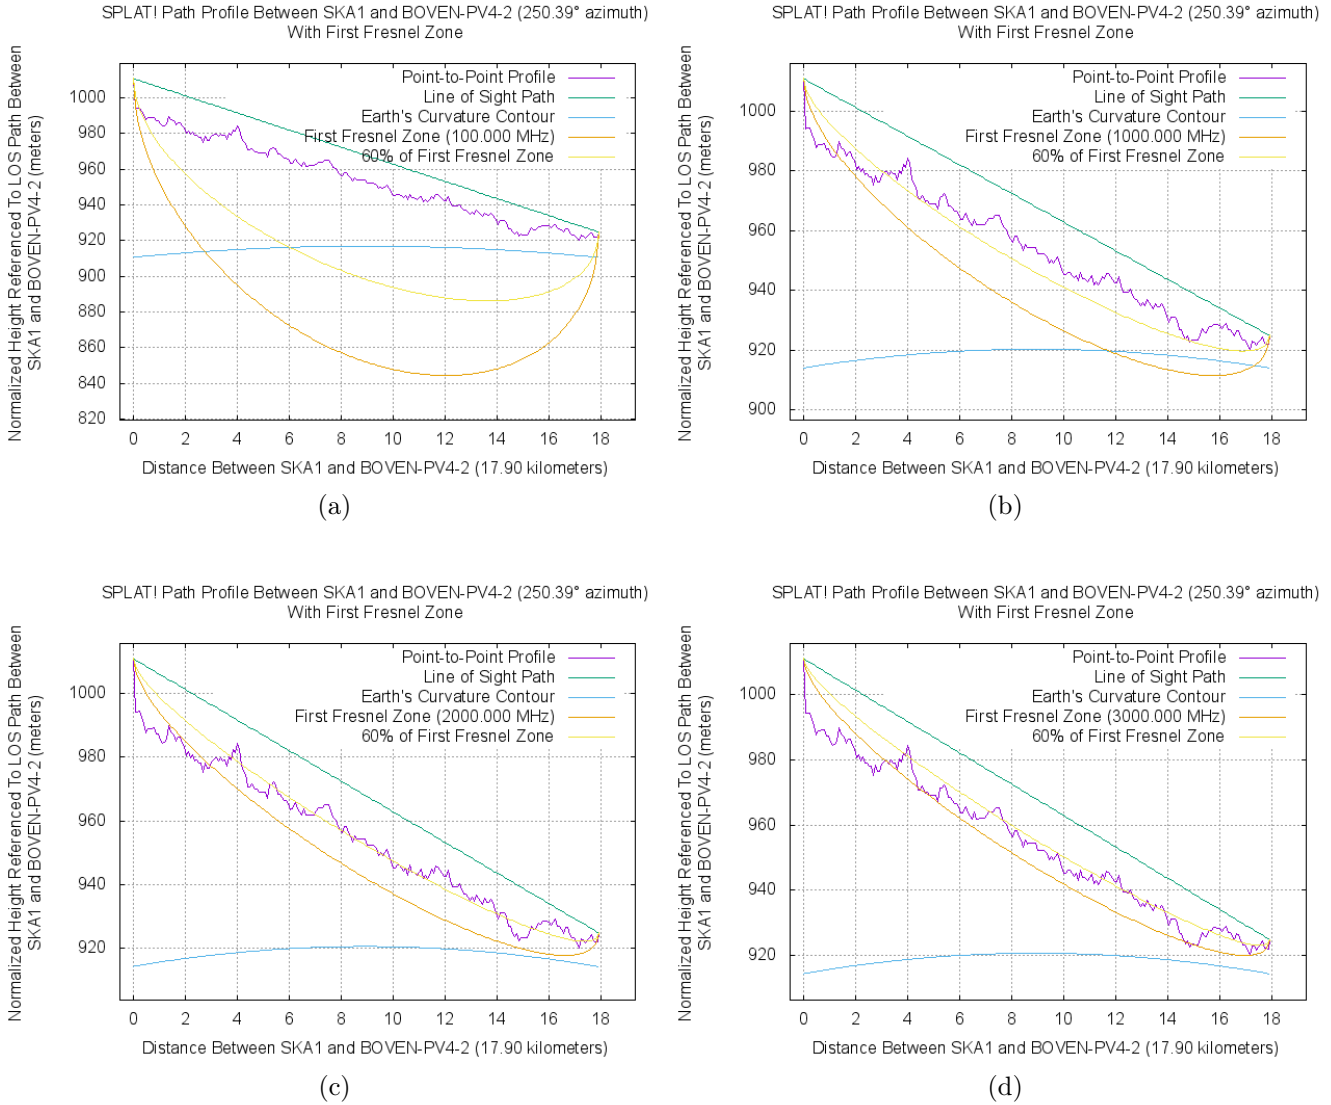 SPLAT! Path Profile Between SKA1 and BOVEN-PV4-2 (250.39° azimuth)
With First Fresnel Zone
Normalized Height Referenced To LOS Path Between
SKA1 and BOVEN-PV4-2 (meters)
Point-to-Point Profile
Line of Sight Path
Earth's Curvature Contour
First Fresnel Zone (100.000 MHz)
60% of First Fresnel Zone
1000
980
960
940
920
900
880
860
840
820
0 2 4 6 8 10 12 14 16 18
Distance Between SKA1 and BOVEN-PV4-2 (17.90 kilometers)
(a)
SPLAT! Path Profile Between SKA1 and BOVEN-PV4-2 (250.39° azimuth)
With First Fresnel Zone
Normalized Height Referenced To LOS Path Between
SKA1 and BOVEN-PV4-2 (meters)
Point-to-Point Profile
Line of Sight Path
Earth's Curvature Contour
First Fresnel Zone (1000.000 MHz)
60% of First Fresnel Zone
1000
980
960
940
920
900
0 2 4 6 8 10 12 14 16 18
Distance Between SKA1 and BOVEN-PV4-2 (17.90 kilometers)
(b)
SPLAT! Path Profile Between SKA1 and BOVEN-PV4-2 (250.39° azimuth)
With First Fresnel Zone
Normalized Height Referenced To LOS Path Between
SKA1 and BOVEN-PV4-2 (meters)
Point-to-Point Profile
Line of Sight Path
Earth's Curvature Contour
First Fresnel Zone (2000.000 MHz)
60% of First Fresnel Zone
1000
980
960
940
920
0 2 4 6 8 10 12 14 16 18
Distance Between SKA1 and BOVEN-PV4-2 (17.90 kilometers)
(c)
SPLAT! Path Profile Between SKA1 and BOVEN-PV4-2 (250.39° azimuth)
With First Fresnel Zone
Normalized Height Referenced To LOS Path Between
SKA1 and BOVEN-PV4-2 (meters)
Point-to-Point Profile
Line of Sight Path
Earth's Curvature Contour
First Fresnel Zone (3000.000 MHz)
60% of First Fresnel Zone
1000
980
960
940
920
0 2 4 6 8 10 12 14 16 18
Distance Between SKA1 and BOVEN-PV4-2 (17.90 kilometers)
(d)